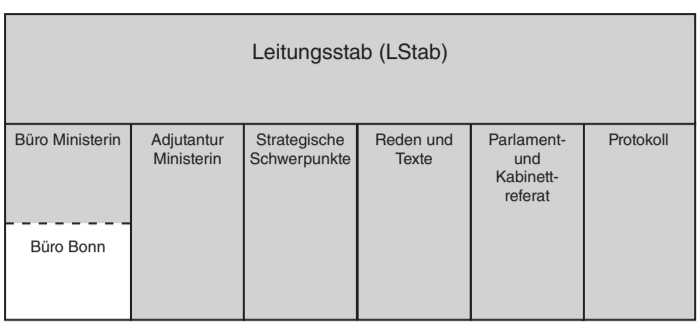 Leitungsstab (LStab)
Büro Ministerin
Adjutantur
Ministerin
Strategische
Schwerpunkte
Reden und
Texte
Parlament-
und
Kabinett-
referat
Protokoll
Büro Bonn